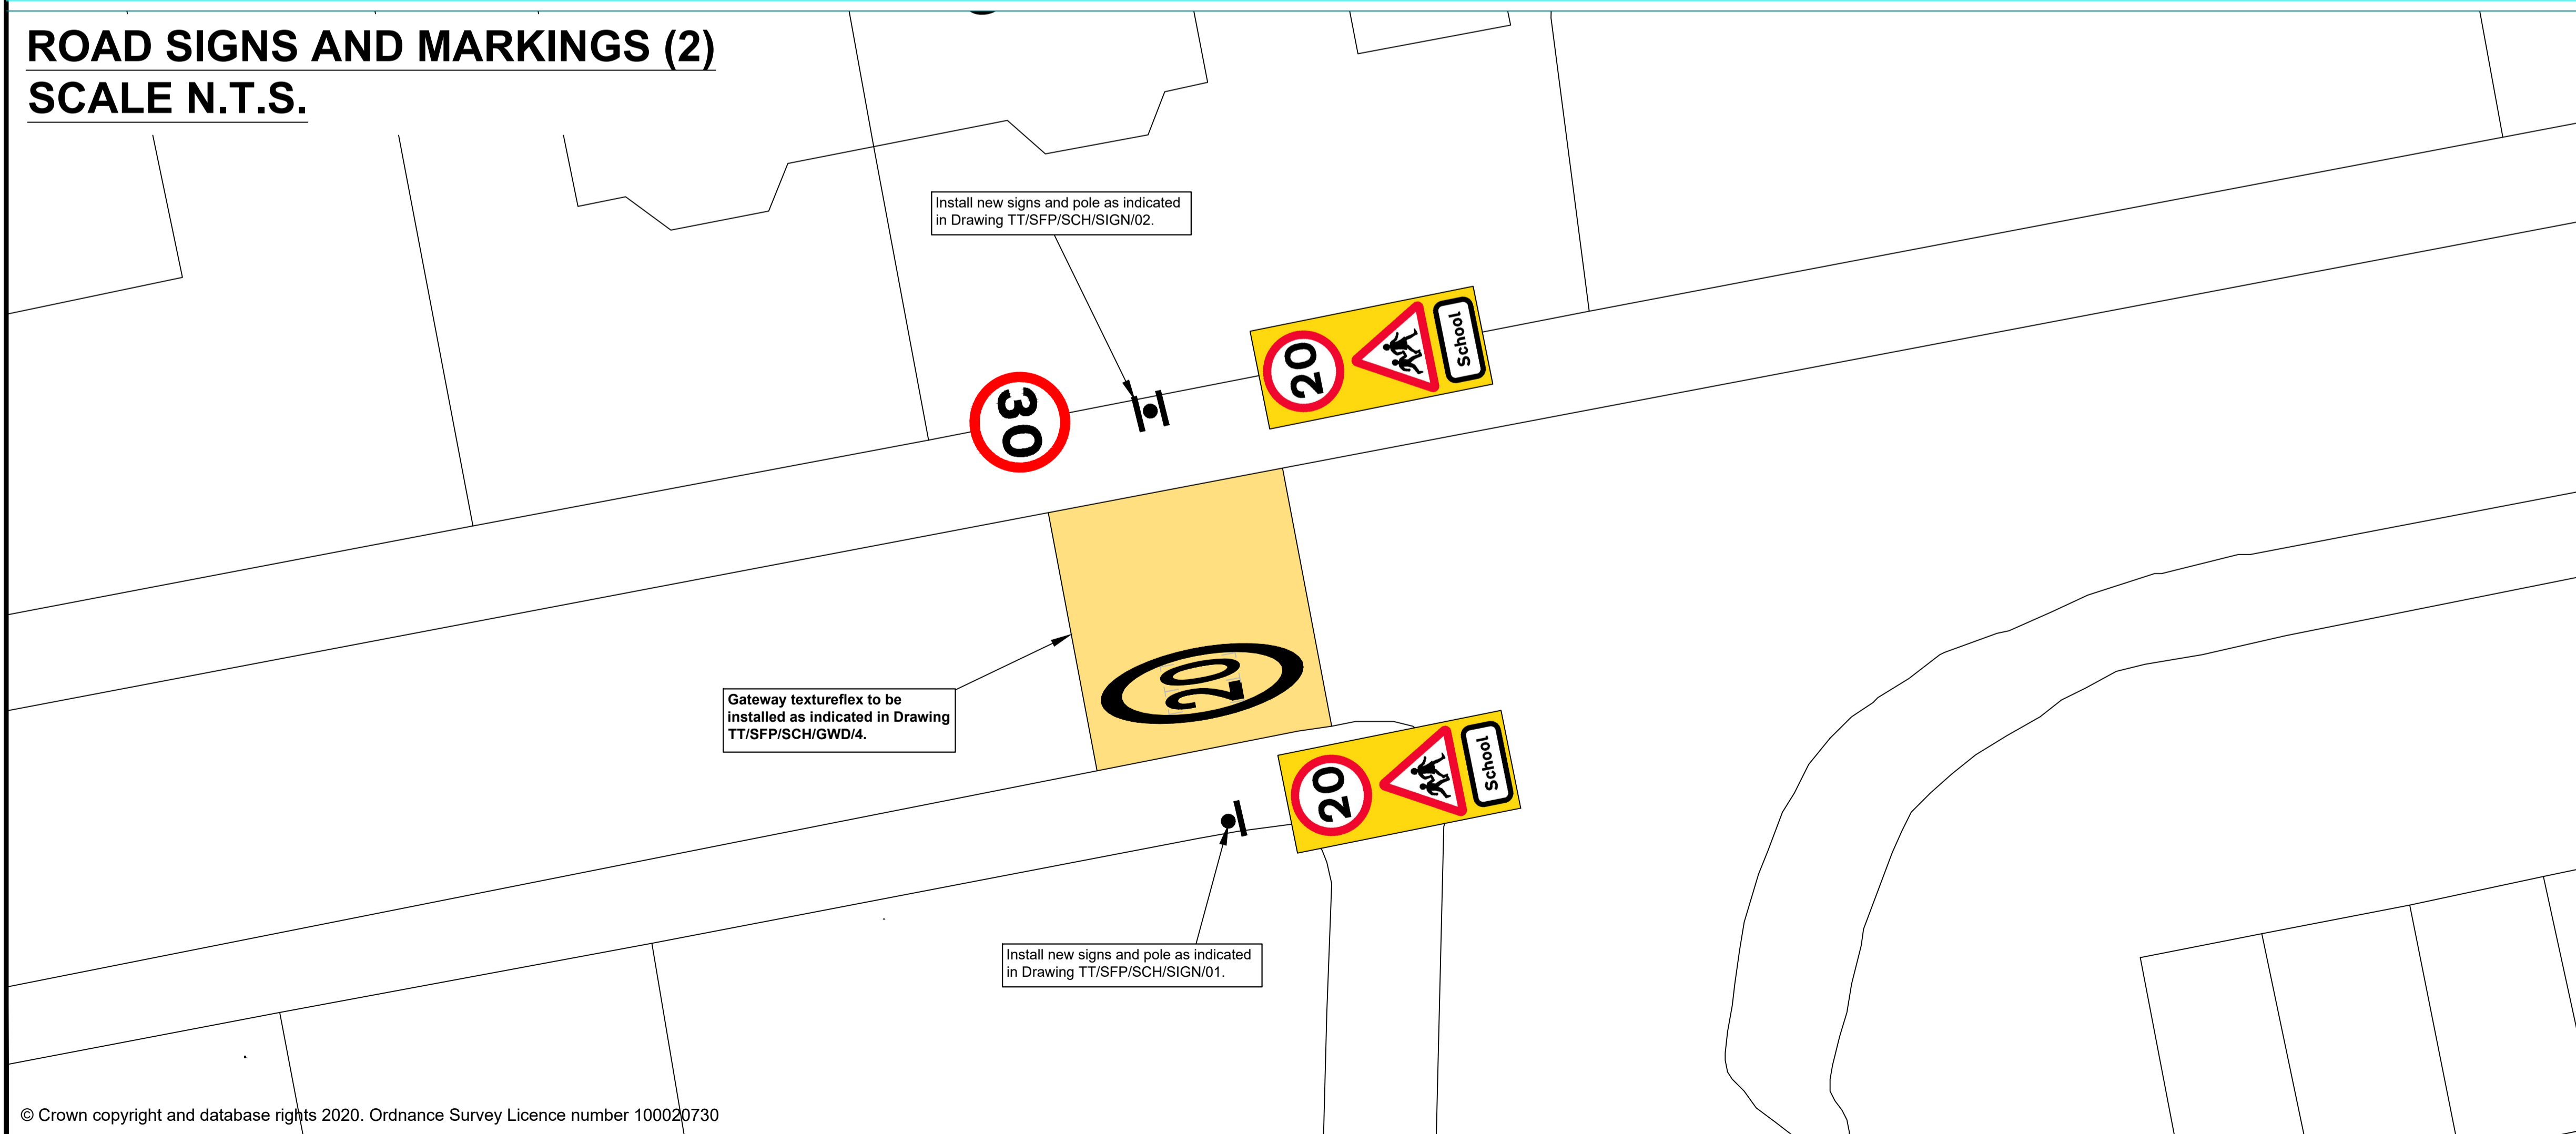 ROAD SIGNS AND MARKINGS (2)
SCALE N.T.S.
Install new signs and pole as indicated
in Drawing TT/SFP/SCH/SIGN/02.
20
School
30
Gateway textureflex to be
installed as indicated in Drawing
TT/SFP/SCH/GWD/4.
20
20
School
Install new signs and pole as indicated
in Drawing TT/SFP/SCH/SIGN/01.
© Crown copyright and database rights 2020. Ordnance Survey Licence number 100020730